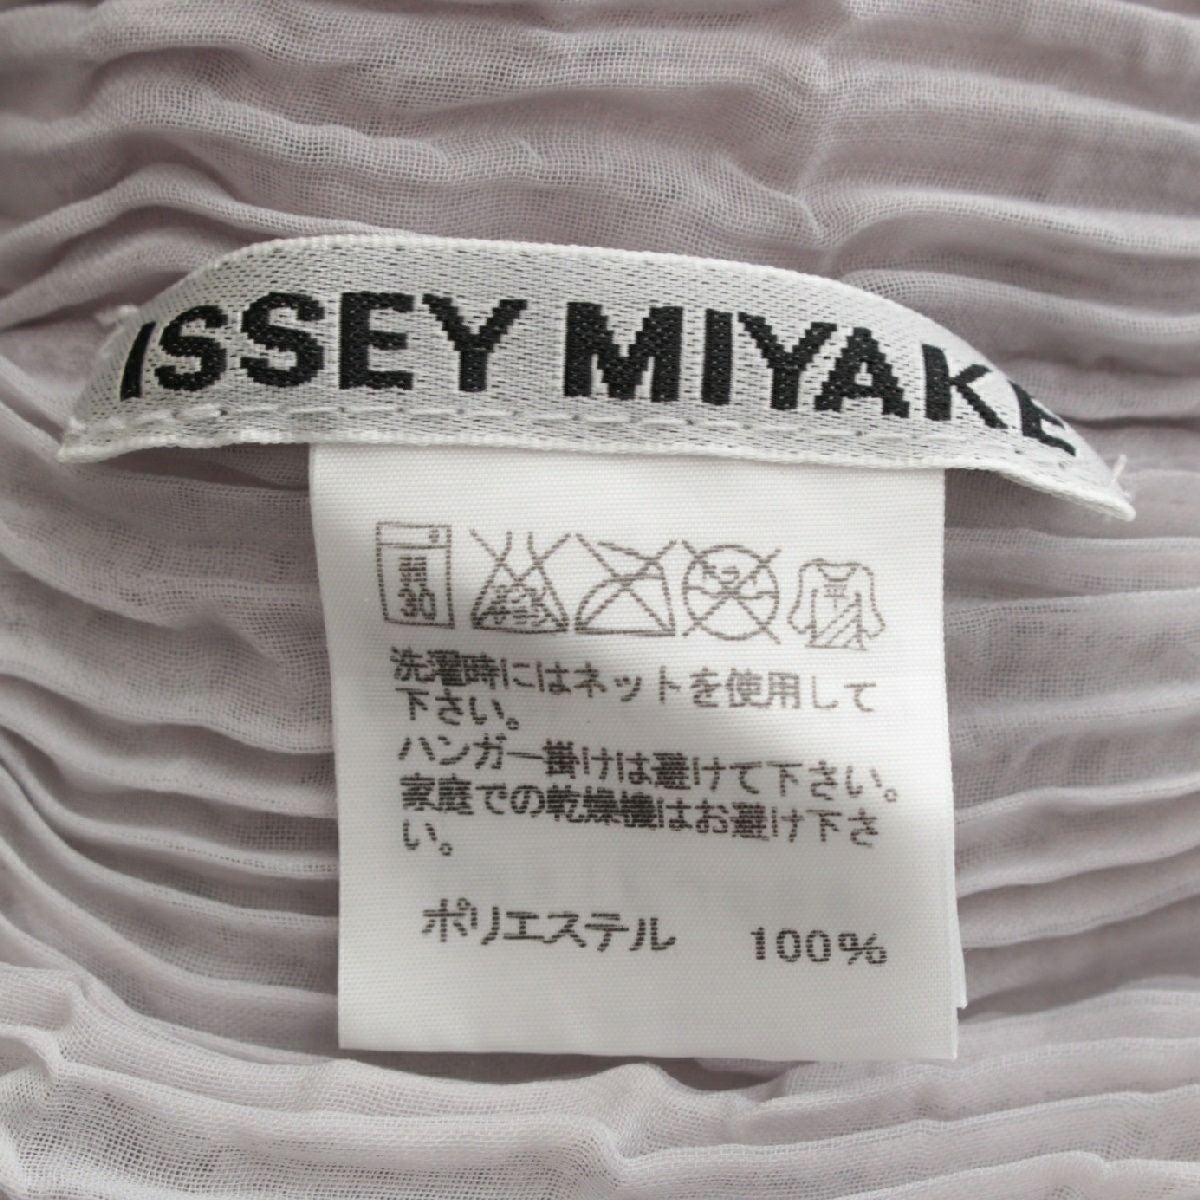 ISSEY MIYAKE
30
洗濯時にはネットを使用して
下さい。
ハンガー掛けは避けて下さい。
家庭での乾燥機はお避け下さ
い。
ポリエステル 100%